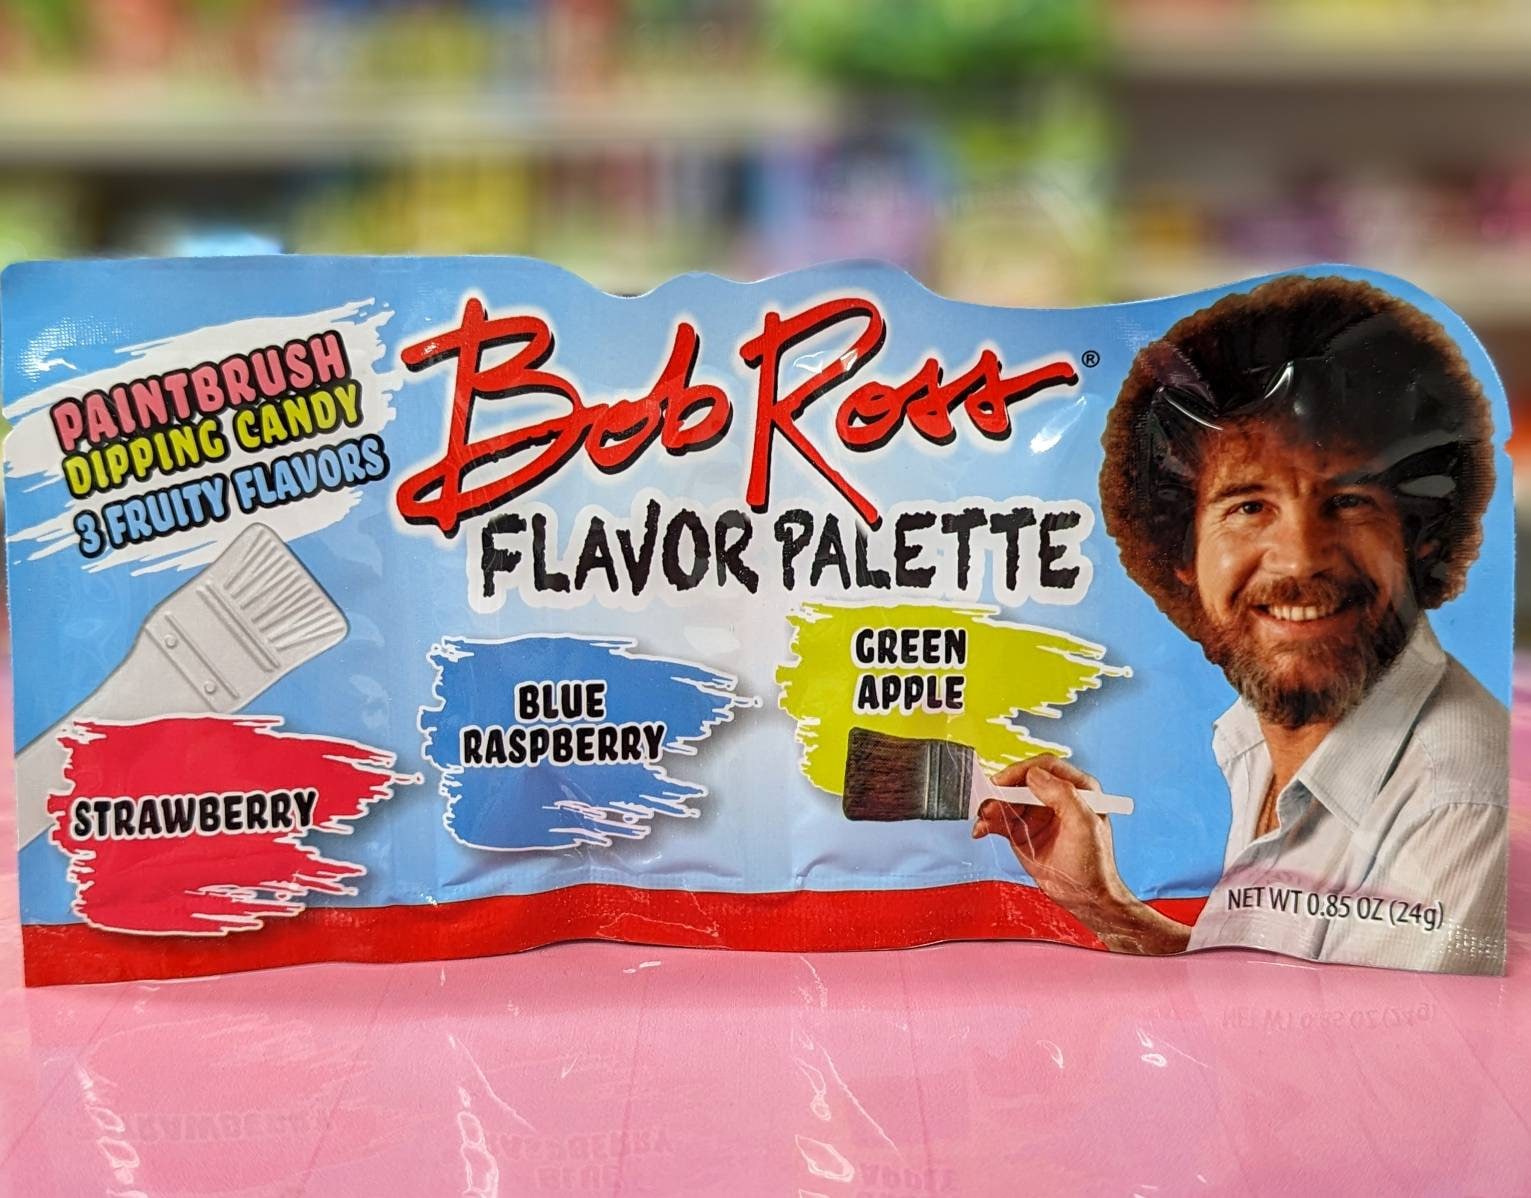 PAINTBRUSH
DIPPING CANDY
3 FRUITY FLAVORS
Bob Ross®
FLAVOR PALETTE
STRAWBERRY
BLUE
RASPBERRY
GREEN
APPLE
NET WT 0.85 OZ (24g)